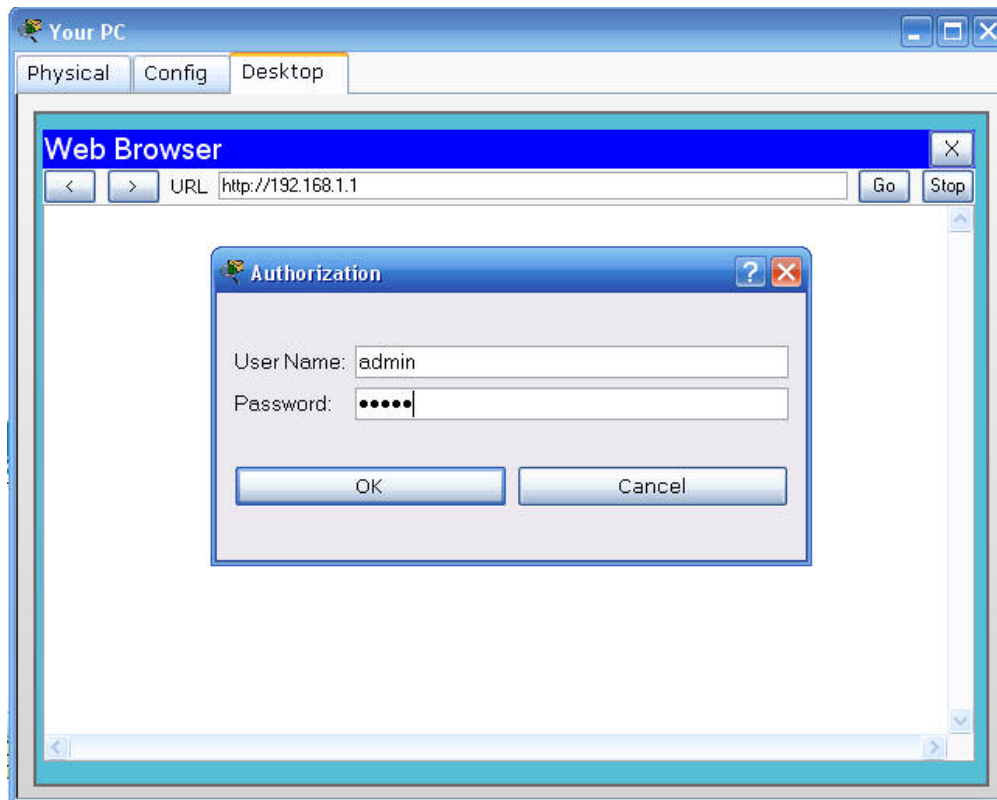 Your PC
Physical Config Desktop
Web Browser X
< > URL http://192.168.1.1 Go Stop
Authorization
User Name: admin
Password: •••••
OK Cancel